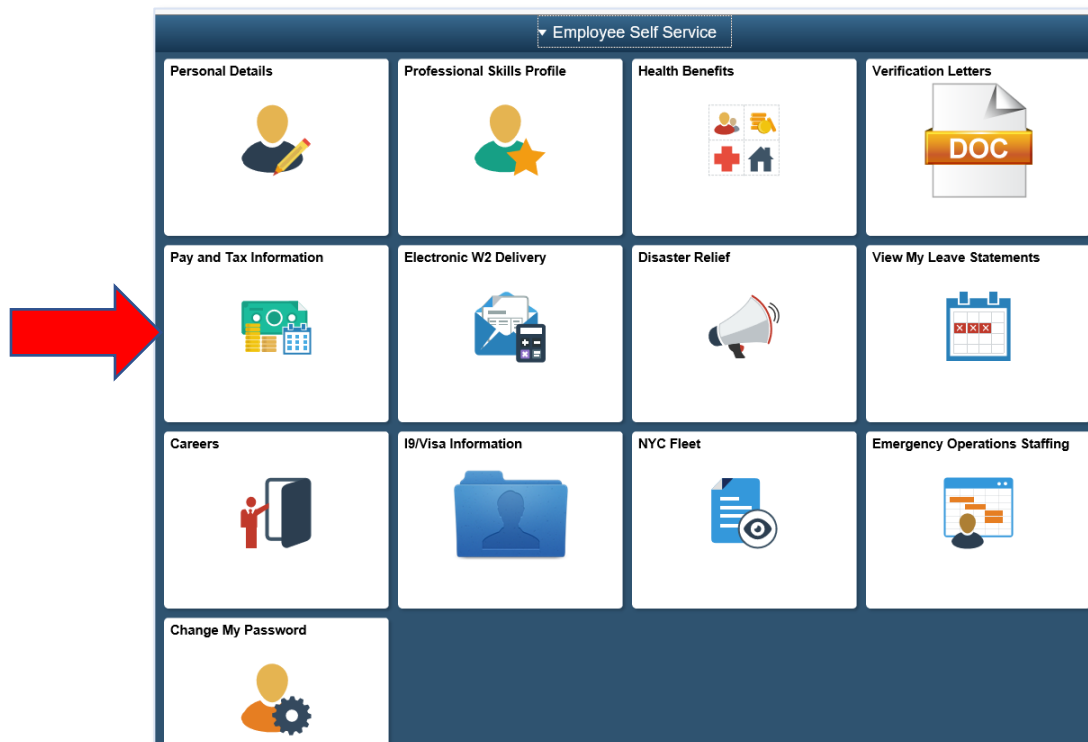 Employee Self Service
Personal Details
Professional Skills Profile
Health Benefits
Verification Letters
DOC
Pay and Tax Information
Electronic W2 Delivery
Disaster Relief
View My Leave Statements
Careers
I9/Visa Information
NYC Fleet
Emergency Operations Staffing
Change My Password